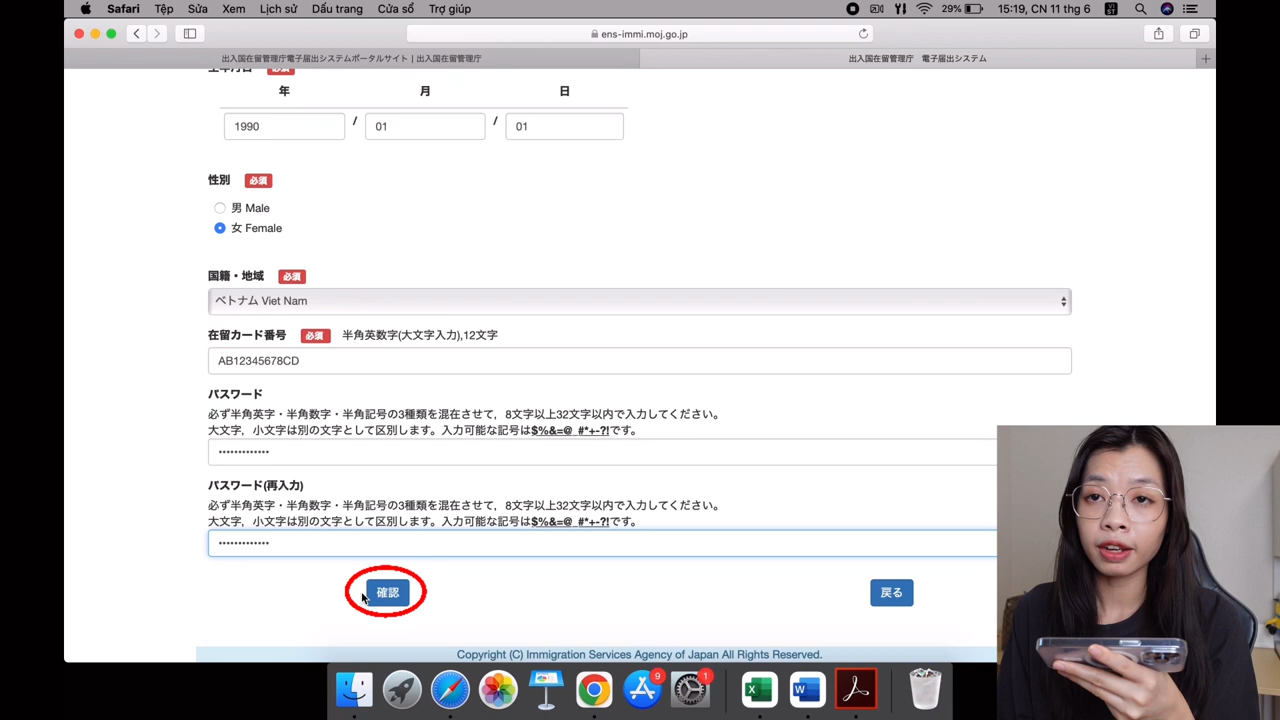 Safari Tệp Sửa Xem Lịch sử Dấu trang Cửa sổ Trợ giúp 29% 15:19, CN 11 thg 6
ens-immi.moj.go.jp
出入国在留管理庁電子届出システムポータルサイト | 出入国在留管理庁
出入国在留管理庁 電子届出システム
年 月 日
1990 / 01 / 01
性別 必須
男 Male
女 Female
国籍・地域 必須
ベトナム Viet Nam
在留カード番号 必須 半角英数字(大文字入力),12文字
AB12345678CD
パスワード
必ず半角英字・半角数字・半角記号の3種類を混在させて，8文字以上32文字以内で入力してください。
大文字，小文字は別の文字として区別します。入力可能な記号は$%&=@_#*+-?!です。
•••••••••••••
パスワード(再入力)
必ず半角英字・半角数字・半角記号の3種類を混在させて，8文字以上32文字以内で入力してください。
大文字，小文字は別の文字として区別します。入力可能な記号は$%&=@_#*+-?!です。
•••••••••••••
確認 戻る
Copyright (C) Immigration Services Agency of Japan All Rights Reserved.
9 1